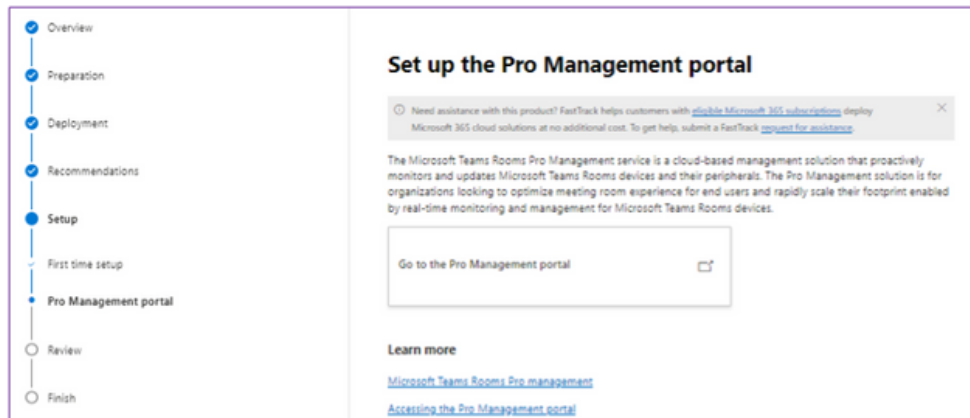 Overview
Preparation
Deployment
Recommendations
Setup
First time setup
Pro Management portal
Review
Finish
Set up the Pro Management portal
Need assistance with this product? FastTrack helps customers with eligible Microsoft 365 subscriptions deploy
Microsoft 365 cloud solutions at no additional cost. To get help, submit a FastTrack request for assistance.
The Microsoft Teams Rooms Pro Management service is a cloud-based management solution that proactively
monitors and updates Microsoft Teams Rooms devices and their peripherals. The Pro Management solution is for
organizations looking to optimize meeting room experience for end users and rapidly scale their footprint enabled
by real-time monitoring and management for Microsoft Teams Rooms devices.
Go to the Pro Management portal
Learn more
Microsoft Teams Rooms Pro management
Accessing the Pro Management portal